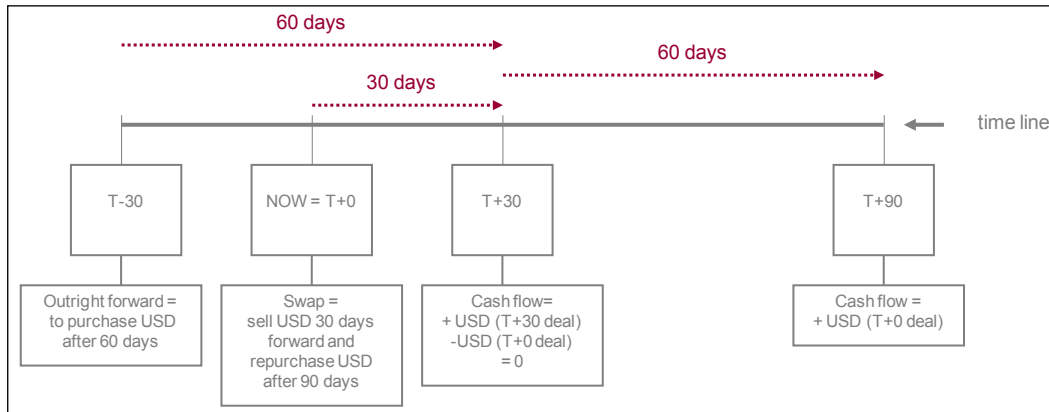 60 days
60 days
30 days
time line
T-30
NOW = T+0
T+30
T+90
Outright forward =
to purchase USD
after 60 days
Swap =
sell USD 30 days
forward and
repurchase USD
after 90 days
Cash flow=
+ USD (T+30 deal)
-USD (T+0 deal)
= 0
Cash flow =
+ USD (T+0 deal)